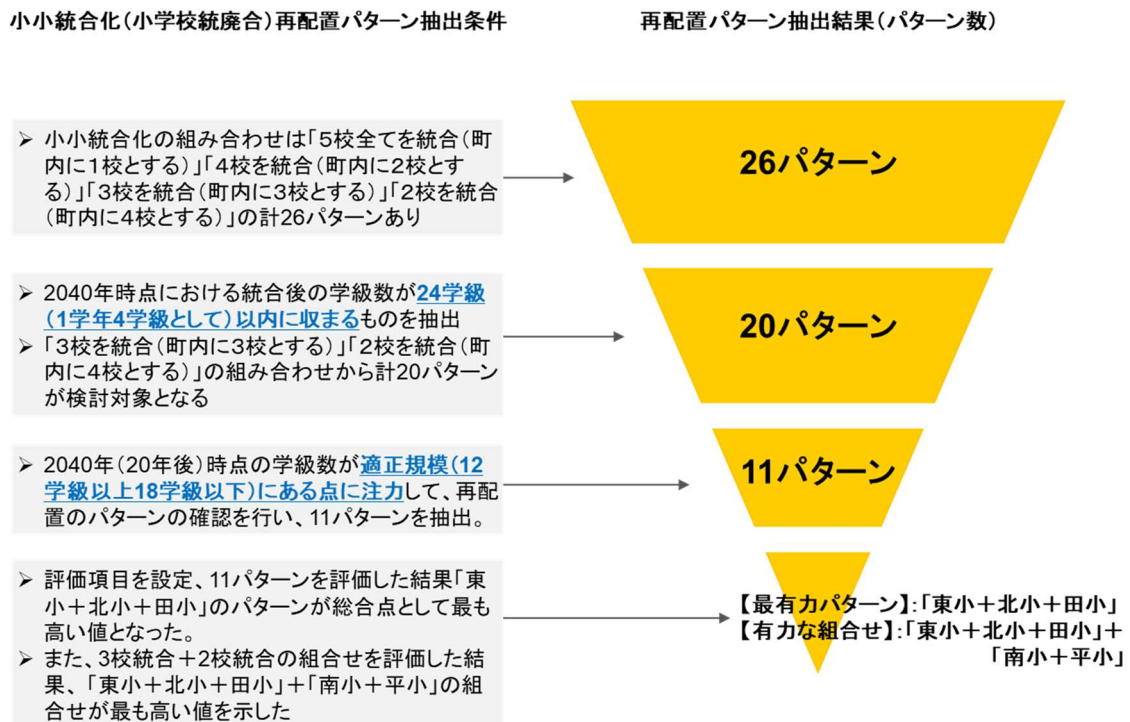 小小統合化(小学校統廃合)再配置パターン抽出条件
再配置パターン抽出結果(パターン数)
➢ 小小統合化の組み合わせは「5校全てを統合(町
内に1校とする)」「4校を統合(町内に2校とす
る)」「3校を統合(町内に3校とする)」「2校を統合
(町内に4校とする)」の計26パターンあり
26パターン
➢ 2040年時点における統合後の学級数が24学級
(1学年4学級として)以内に収まるものを抽出
➢ 「3校を統合(町内に3校とする)」「2校を統合(町
内に4校とする)」の組み合わせから計20パターン
が検討対象となる
20パターン
➢ 2040年(20年後)時点の学級数が適正規模(12
学級以上18学級以下)にある点に注力して、再配
置のパターンの確認を行い、11パターンを抽出。
11パターン
➢ 評価項目を設定、11パターンを評価した結果「東
小+北小+田小」のパターンが総合点として最も
高い値となった。
➢ また、3校統合+2校統合の組合せを評価した結
果、「東小+北小+田小」+「南小+平小」の組
合せが最も高い値を示した
【最有力パターン】:「東小+北小+田小」
【有力な組合せ】:「東小+北小+田小」+
「南小+平小」